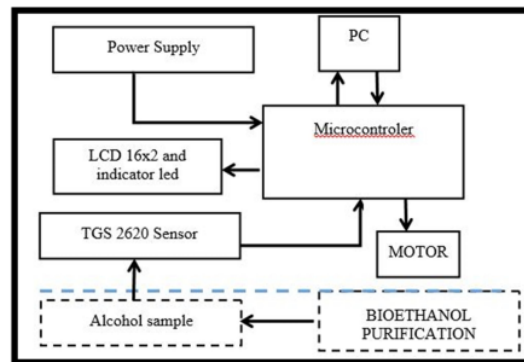 Power Supply
PC
Microcontroler
LCD 16x2 and
indicator led
TGS 2620 Sensor
MOTOR
Alcohol sample
BIOETHANOL
PURIFICATION